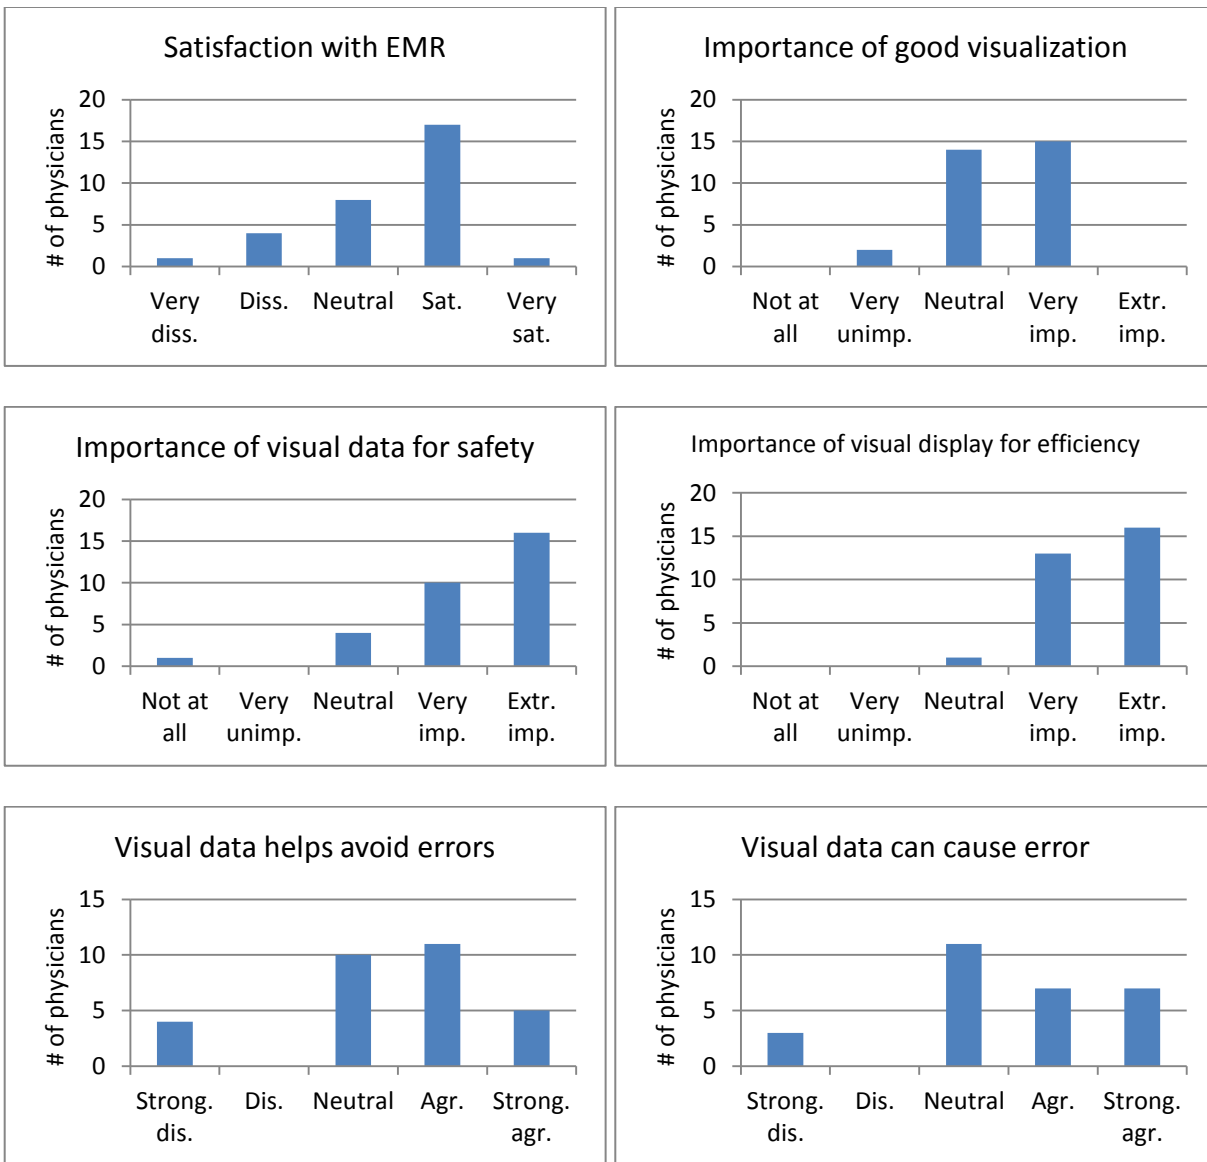 Satisfaction with EMR
# of physicians
20
15
10
5
0
Very diss.
Diss.
Neutral
Sat.
Very sat.
Importance of good visualization
# of physicians
20
15
10
5
0
Not at all
Very unimp.
Neutral
Very imp.
Extr. imp.
Importance of visual data for safety
# of physicians
20
15
10
5
0
Not at all
Very unimp.
Neutral
Very imp.
Extr. imp.
Importance of visual display for efficiency
# of physicians
20
15
10
5
0
Not at all
Very unimp.
Neutral
Very imp.
Extr. imp.
Visual data helps avoid errors
# of physicians
15
10
5
0
Strong. dis.
Dis.
Neutral
Agr.
Strong. agr.
Visual data can cause error
# of physicians
15
10
5
0
Strong. dis.
Dis.
Neutral
Agr.
Strong. agr.